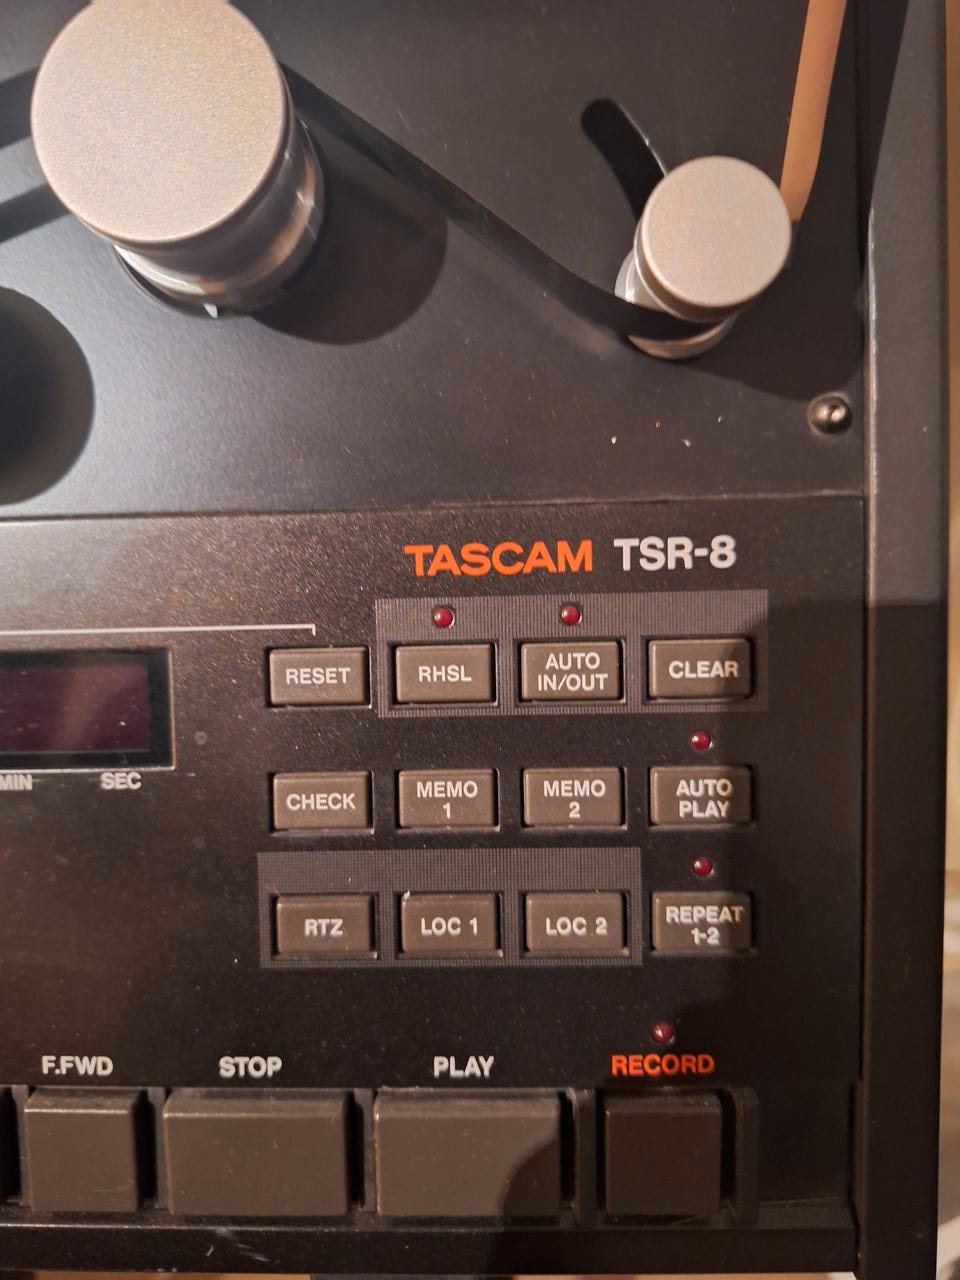 TASCAM TSR-8
RESET
RHSL
AUTO
IN/OUT
CLEAR
MIN
SEC
CHECK
MEMO
1
MEMO
2
AUTO
PLAY
RTZ
LOC 1
LOC 2
REPEAT
1-2
F.FWD
STOP
PLAY
RECORD